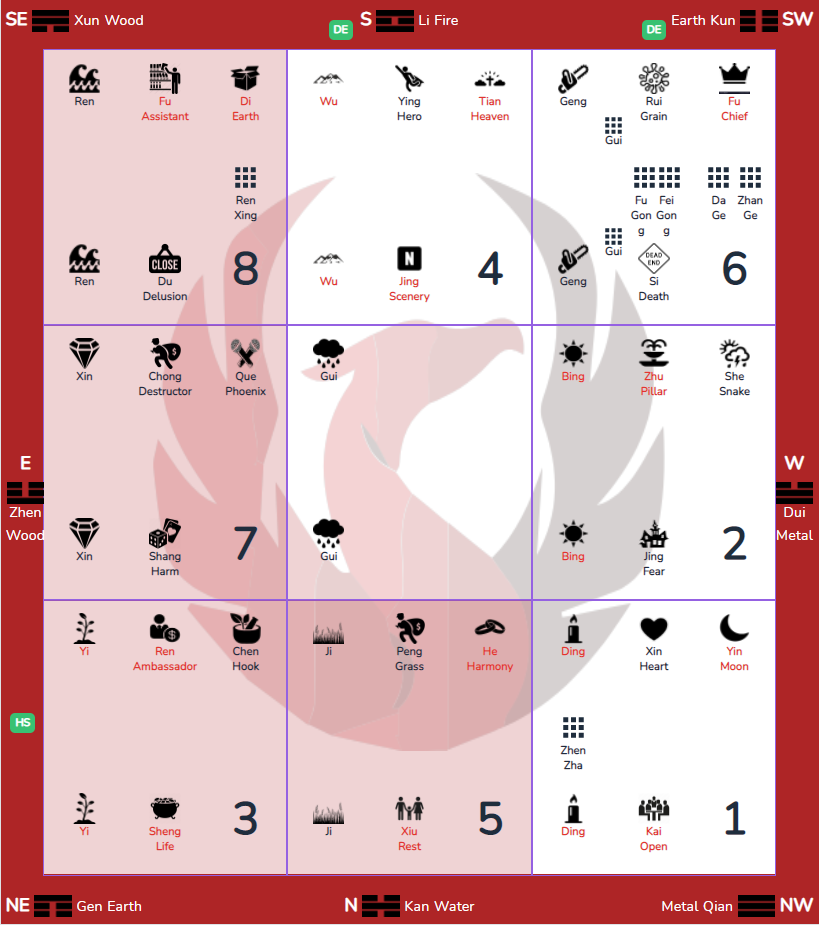 SE Xun Wood
DE S Li Fire
DE Earth Kun SW
Ren
Fu
Assistant
Di
Earth
Ren
Xing
Ren
Du
Delusion
CLOSE
8
Wu
Ying
Hero
Tian
Heaven
Wu
N
Jing
Scenery
4
Geng
Gui
Rui
Grain
Fu
Chief
Fu
Gon
g
Fei
Gon
g
Da
Ge
Zhan
Ge
Gui
Geng
DEAD
END
Si
Death
6
E
Zhen
Wood
Xin
Chong
Destructor
Que
Phoenix
Xin
Shang
Harm
7
Gui
Gui
Bing
Zhu
Pillar
She
Snake
Bing
Jing
Fear
2
W
Dui
Metal
HS
Yi
Ren
Ambassador
Chen
Hook
Yi
Sheng
Life
3
Ji
Peng
Grass
He
Harmony
Ji
Xiu
Rest
5
Ding
Xin
Heart
Yin
Moon
Zhen
Zha
Ding
Kai
Open
1
NE Gen Earth
N Kan Water
Metal Qian NW